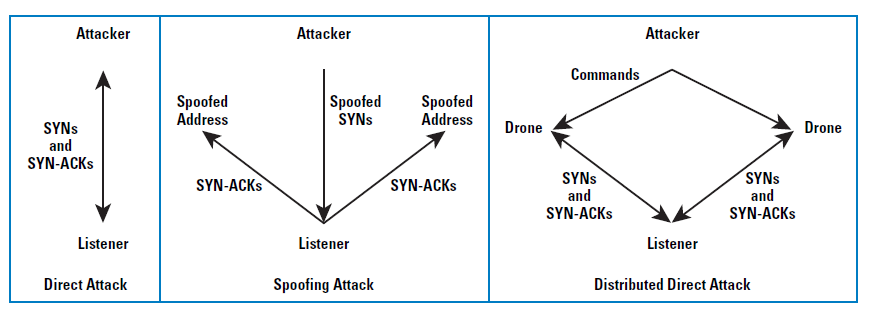 Attacker
SYNs
and
SYN-ACKs
Listener
Direct Attack
Attacker
Spoofed
Address
Spoofed
SYNs
Spoofed
Address
SYN-ACKs
SYN-ACKs
Listener
Spoofing Attack
Attacker
Commands
Drone
Drone
SYNs
and
SYN-ACKs
SYNs
and
SYN-ACKs
Listener
Distributed Direct Attack